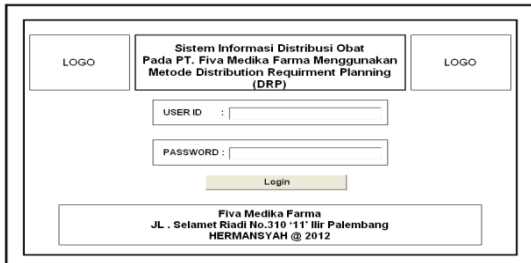 LOGO
Sistem Informasi Distribusi Obat
Pada PT. Fiva Medika Farma Menggunakan
Metode Distribution Requirment Planning
(DRP)
LOGO
USER ID :
PASSWORD :
Login
Fiva Medika Farma
JL . Selamet Riadi No.310 '11' Ilir Palembang
HERMANSYAH @ 2012